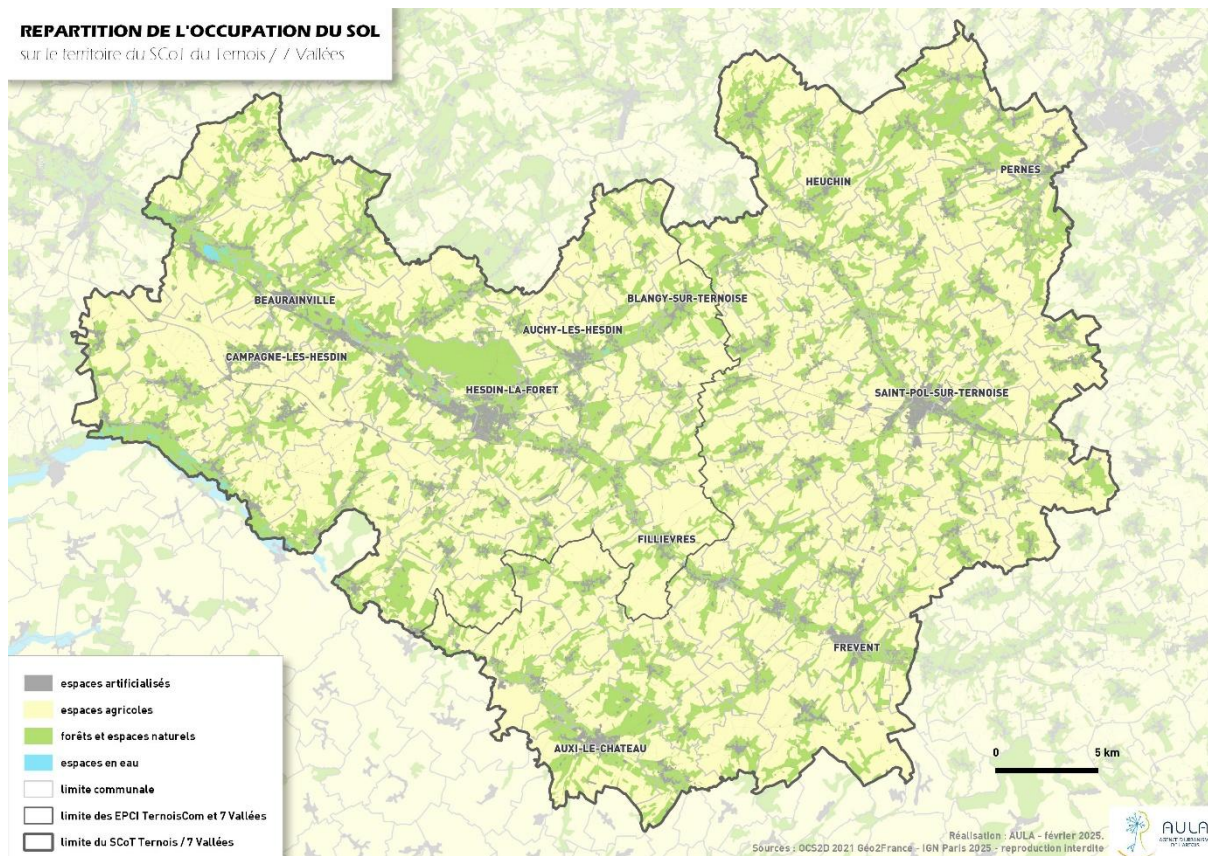 REPARTITION DE L'OCCUPATION DU SOL
sur le territoire du SCoT du Ternois / 7 Vallées
HEUCHIN
PERNES
BEAURAINVILLE
BLANGY-SUR-TERNOISE
AUCHY-LES-HESDIN
CAMPAGNE-LES-HESDIN
HESDIN-LA-FORET
SAINT-POL-SUR-TERNOISE
FILLIEVRES
FREVENT
AUXI-LE-CHATEAU
espaces artificialisés
espaces agricoles
forêts et espaces naturels
espaces en eau
limite communale
limite des EPCI TernoisCom et 7 Vallées
limite du SCoT Ternois / 7 Vallées
0 5 km
Réalisation : AULA - février 2025.
Sources : OCS2D 2021 Géo2France - IGN Paris 2025 - reproduction interdite
AULA
AGENCE D'URBANISME
DE L'ARTOIS